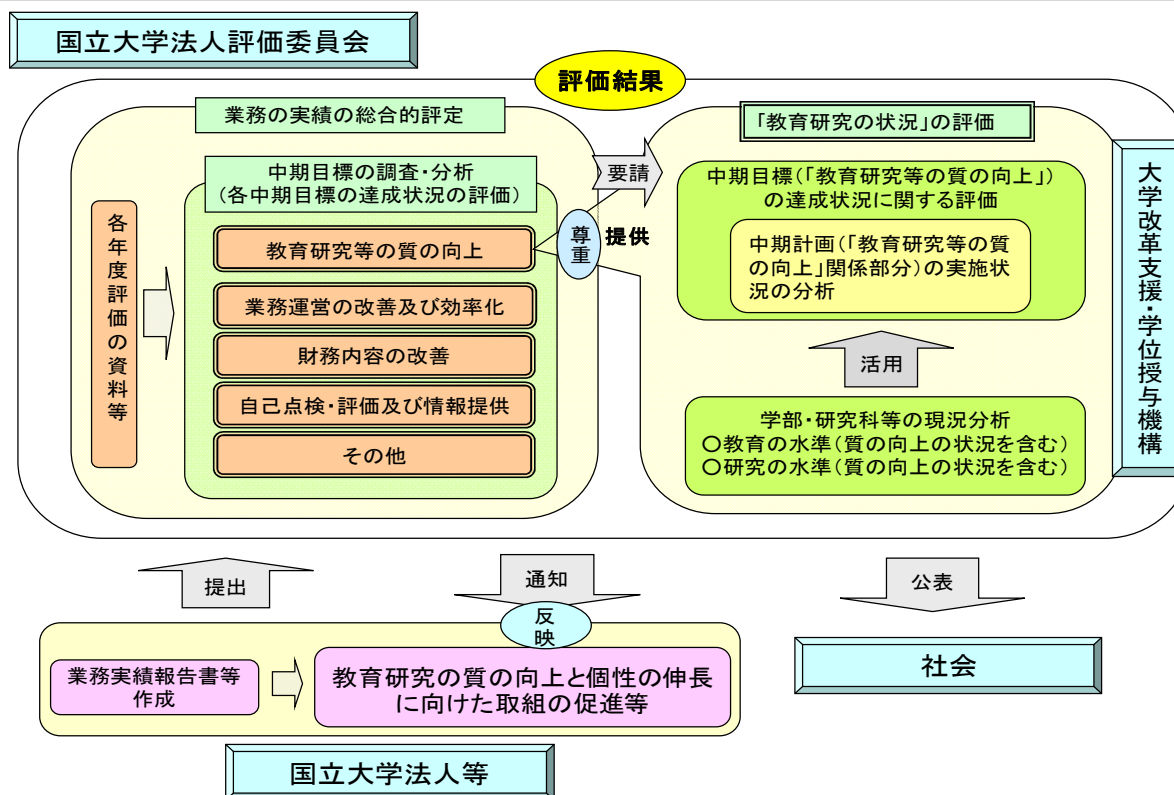 国立大学法人評価委員会
評価結果
業務の実績の総合的評定
中期目標の調査・分析
(各中期目標の達成状況の評価)
各年度評価の資料等
教育研究等の質の向上
業務運営の改善及び効率化
財務内容の改善
自己点検・評価及び情報提供
その他
要請
尊重
提供
「教育研究の状況」の評価
中期目標(「教育研究等の質の向上」)
の達成状況に関する評価
中期計画(「教育研究等の質
の向上」関係部分)の実施状
況の分析
活用
学部・研究科等の現況分析
○教育の水準(質の向上の状況を含む)
○研究の水準(質の向上の状況を含む)
大学改革支援・学位授与機構
提出
通知
公表
反映
業務実績報告書等
作成
教育研究の質の向上と個性の伸長
に向けた取組の促進等
社会
国立大学法人等